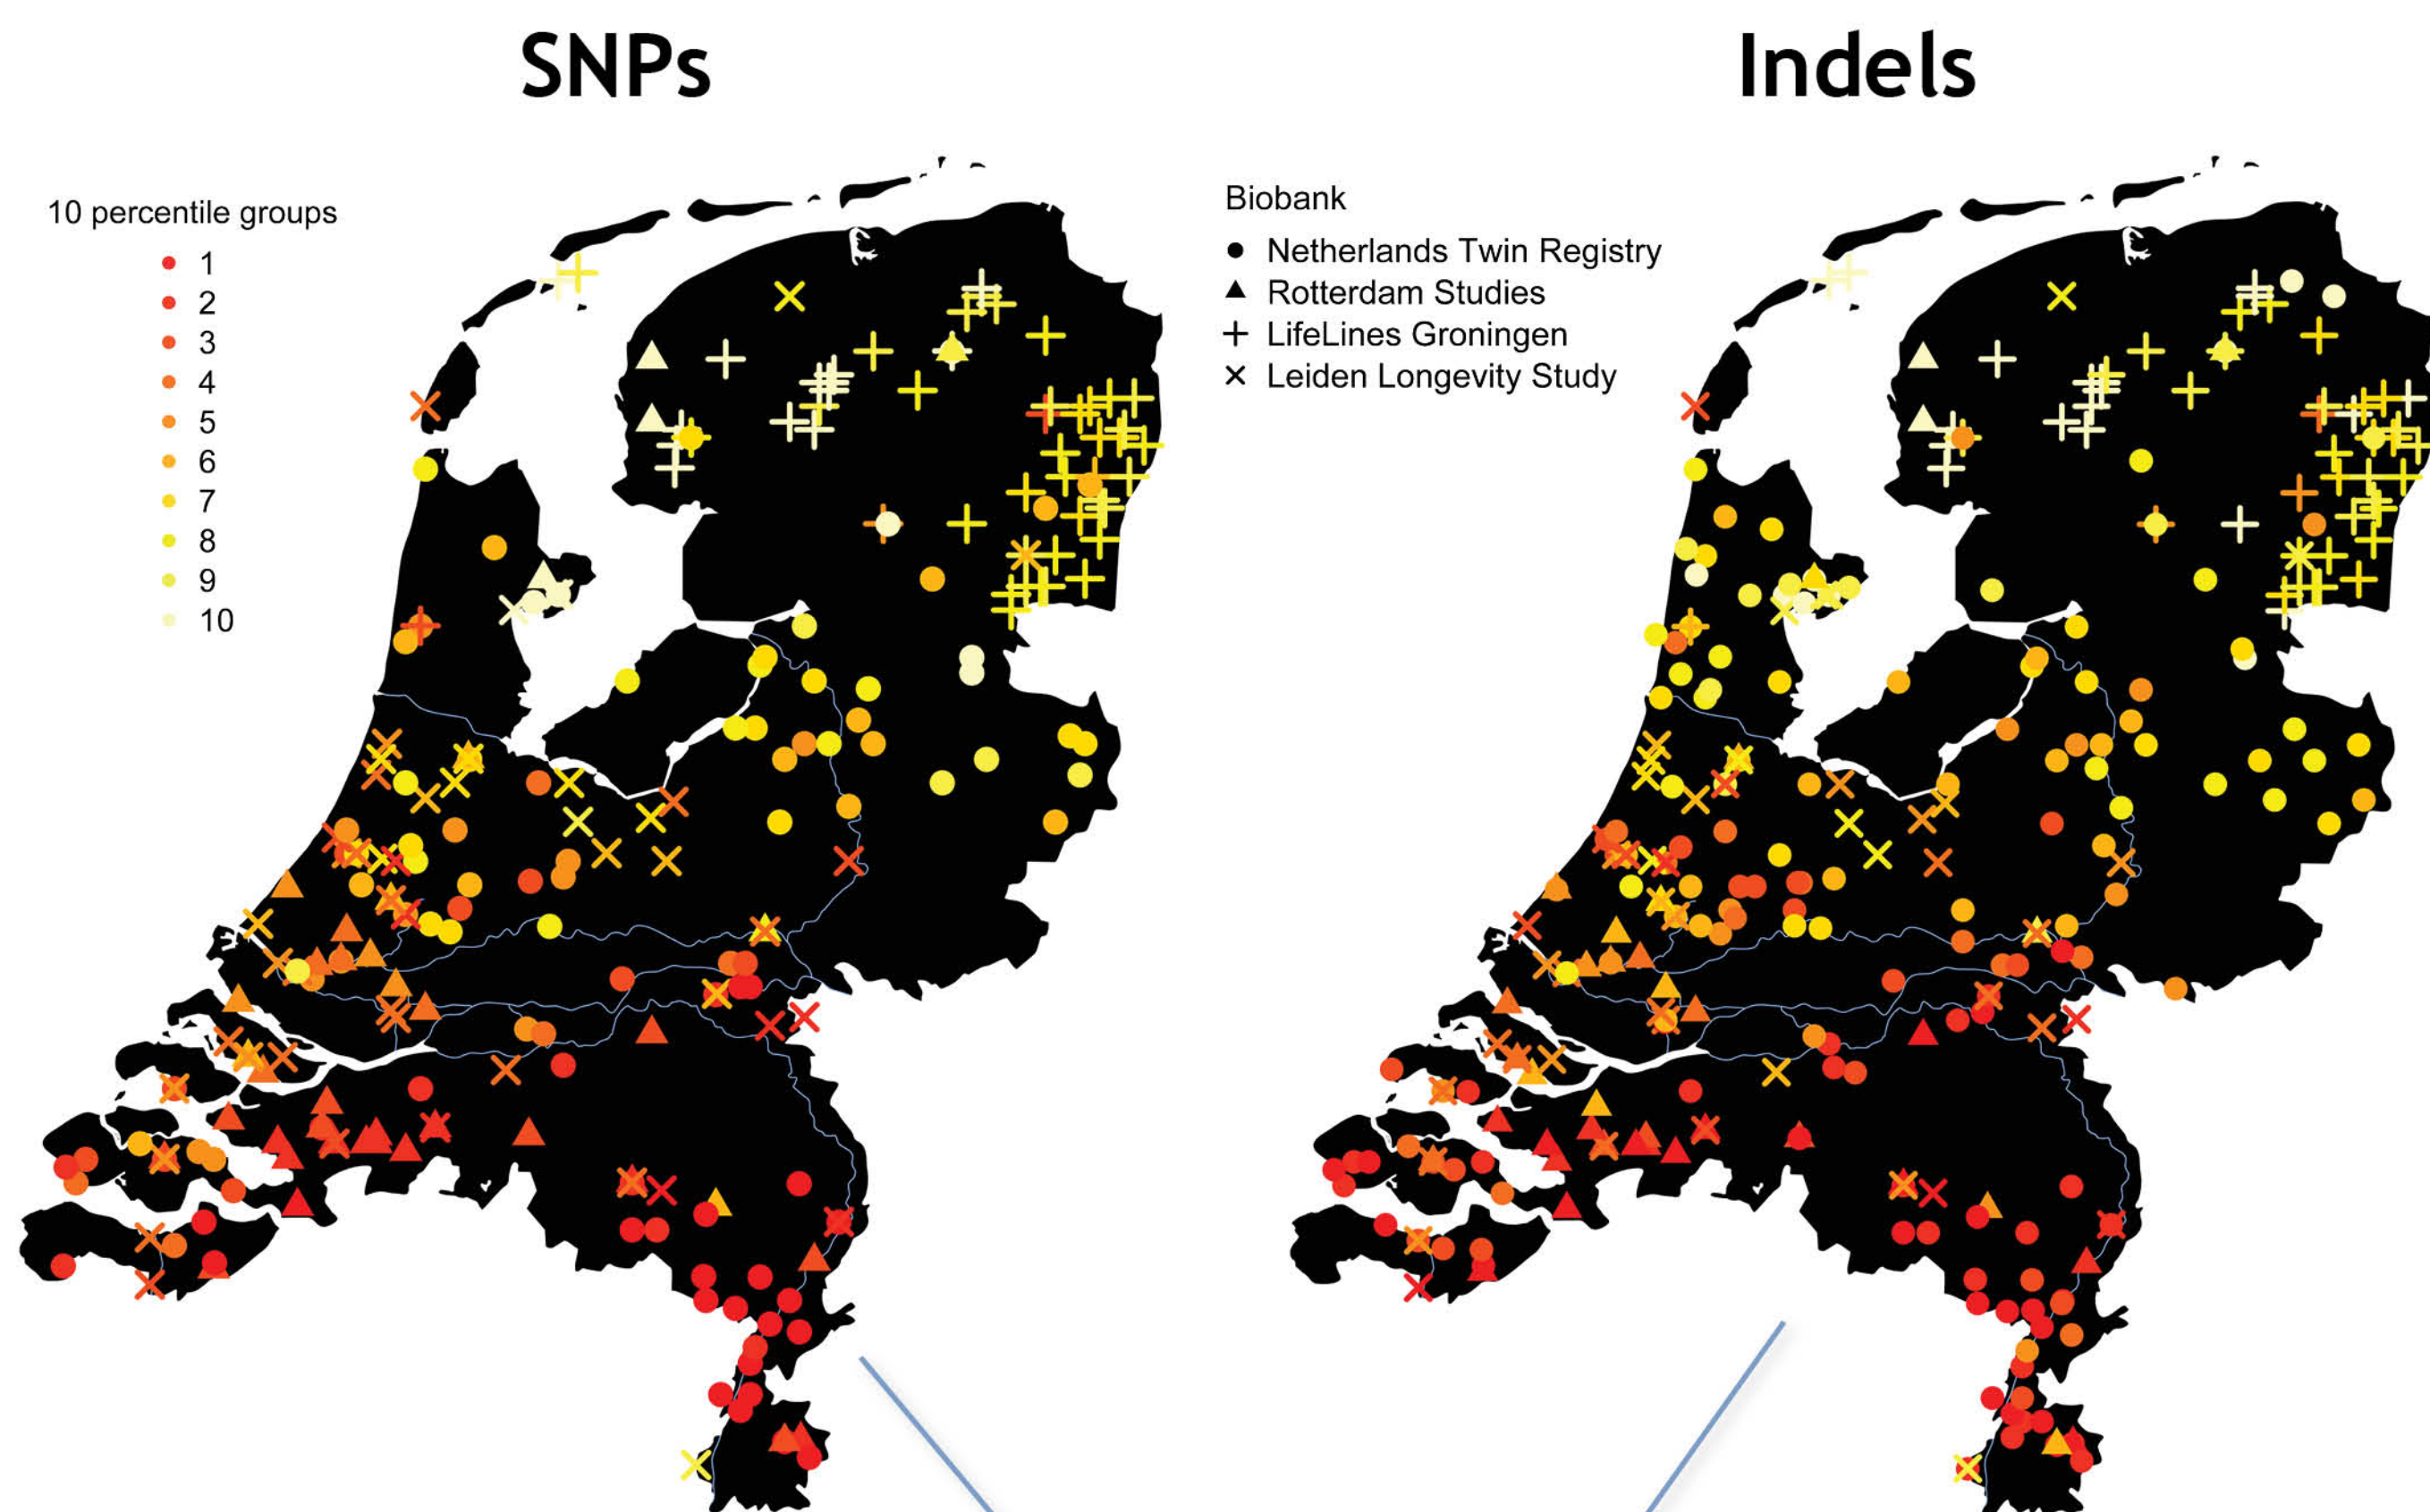 SNPs
Indels
10 percentile groups
1
2
3
4
5
6
7
8
9
10
Biobank
Netherlands Twin Registry
Rotterdam Studies
LifeLines Groningen
Leiden Longevity Study